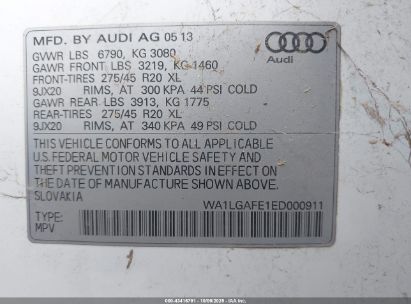 MFD. BY AUDI AG 05 13
GVWR LBS 6790, KG 3080
GAWR FRONT LBS 3219, KG 1460
FRONT-TIRES 275/45 R20 XL
9JX20 RIMS, AT 300 KPA 44 PSI COLD
GAWR REAR LBS 3913, KG 1775
REAR-TIRES 275/45 R20 XL
9JX20 RIMS, AT 340 KPA 49 PSI COLD
Audi
THIS VEHICLE CONFORMS TO ALL APPLICABLE
U.S. FEDERAL MOTOR VEHICLE SAFETY AND
THEFT PREVENTION STANDARDS IN EFFECT ON
THE DATE OF MANUFACTURE SHOWN ABOVE.
SLOVAKIA
WA1LGAFE1ED000911
TYPE:
MPV